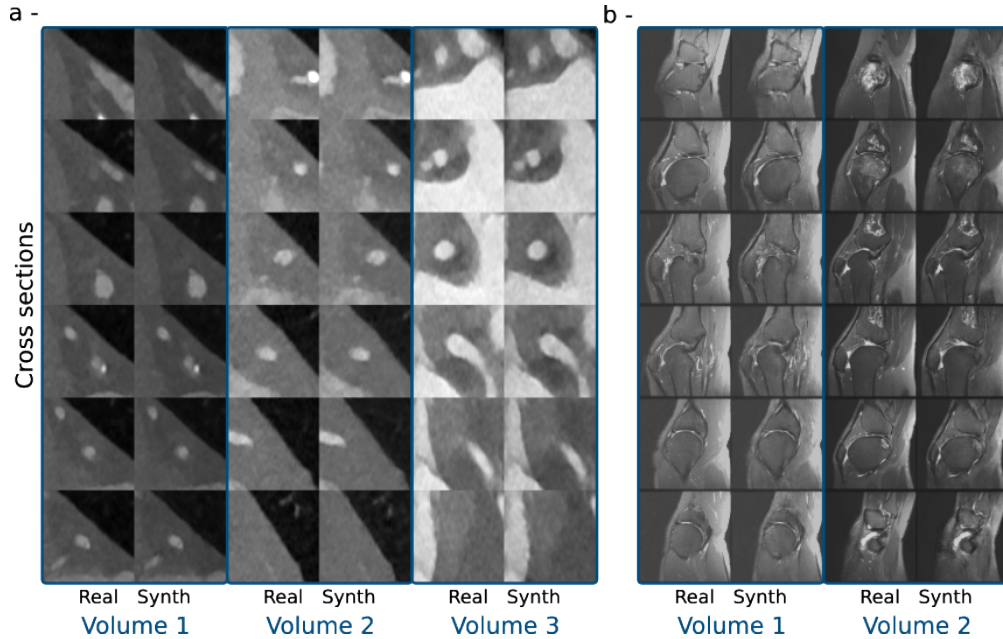 a -
b -
Cross sections
Real Synth Real Synth Real Synth Real Synth Real Synth
Volume 1 Volume 2 Volume 3 Volume 1 Volume 2